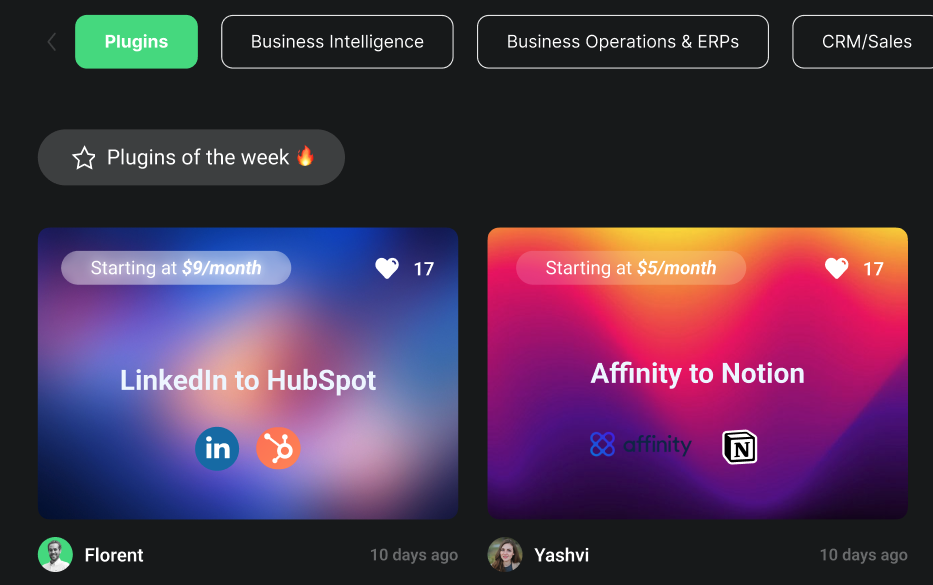 Plugins
Business Intelligence
Business Operations & ERPs
CRM/Sales
Plugins of the week 🔥
Starting at $9/month
17
LinkedIn to HubSpot
in
Florent
10 days ago
Starting at $5/month
17
Affinity to Notion
affinity
N
Yashvi
10 days ago